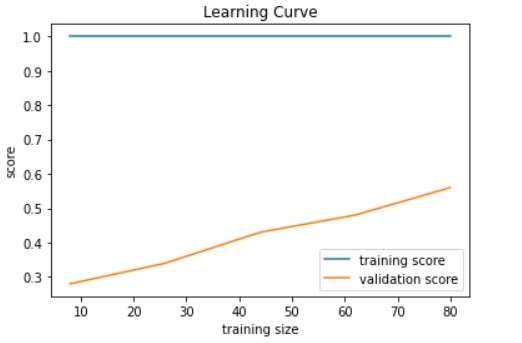 Learning Curve
1.0
0.9
0.8
0.7
0.6
0.5
0.4
0.3
score
training score
validation score
10 20 30 40 50 60 70 80
training size